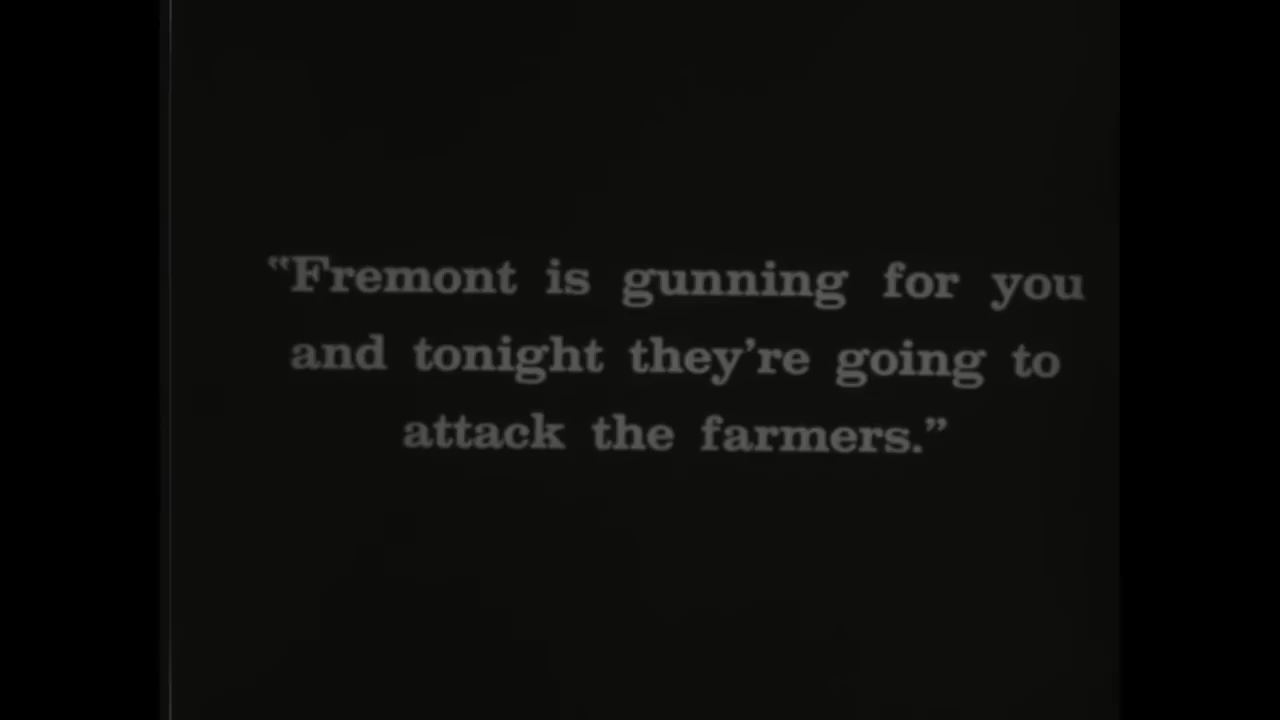 “Fremont is gunning for you
and tonight they’re going to
attack the farmers.”